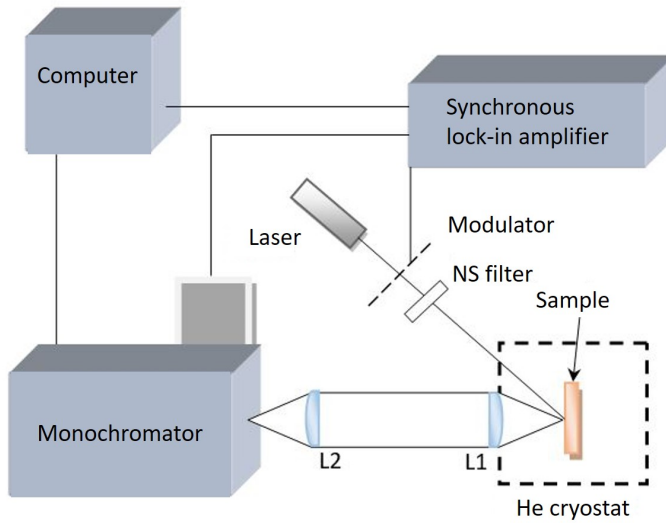 Computer
Synchronous
lock-in amplifier
Laser
Modulator
NS filter
Sample
Monochromator
L2
L1
He cryostat